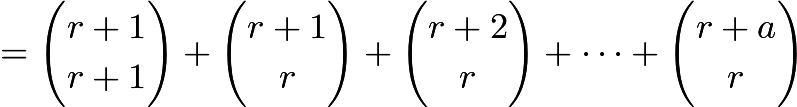 $= \binom{r+1}{r+1} + \binom{r+1}{r} + \binom{r+2}{r} + \cdots + \binom{r+a}{r}$